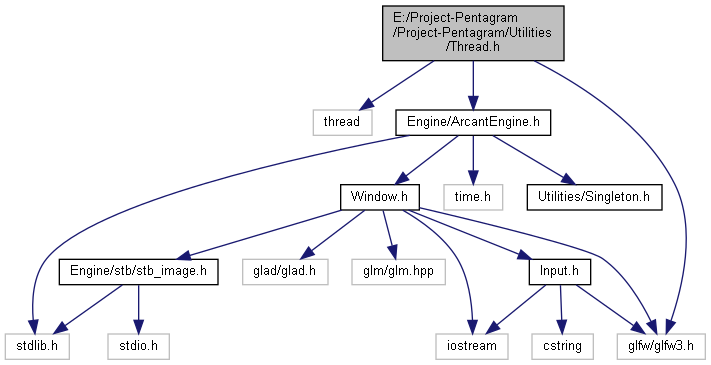 E:/Project-Pentagram
/Project-Pentagram/Utilities
/Thread.h
thread
Engine/ArcantEngine.h
Window.h
time.h
Utilities/Singleton.h
Engine/stb/stb_image.h
glad/glad.h
glm/glm.hpp
Input.h
stdlib.h
stdio.h
iostream
cstring
glfw/glfw3.h